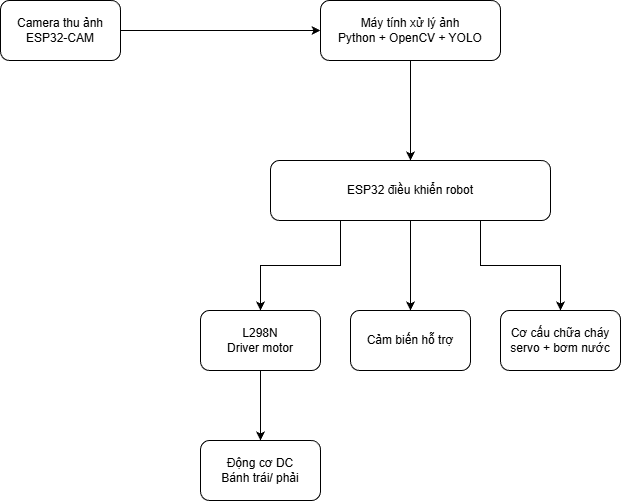 Camera thu ảnh
ESP32-CAM
Máy tính xử lý ảnh
Python + OpenCV + YOLO
ESP32 điều khiển robot
L298N
Driver motor
Cảm biến hỗ trợ
Cơ cấu chữa cháy
servo + bơm nước
Động cơ DC
Bánh trái/ phải